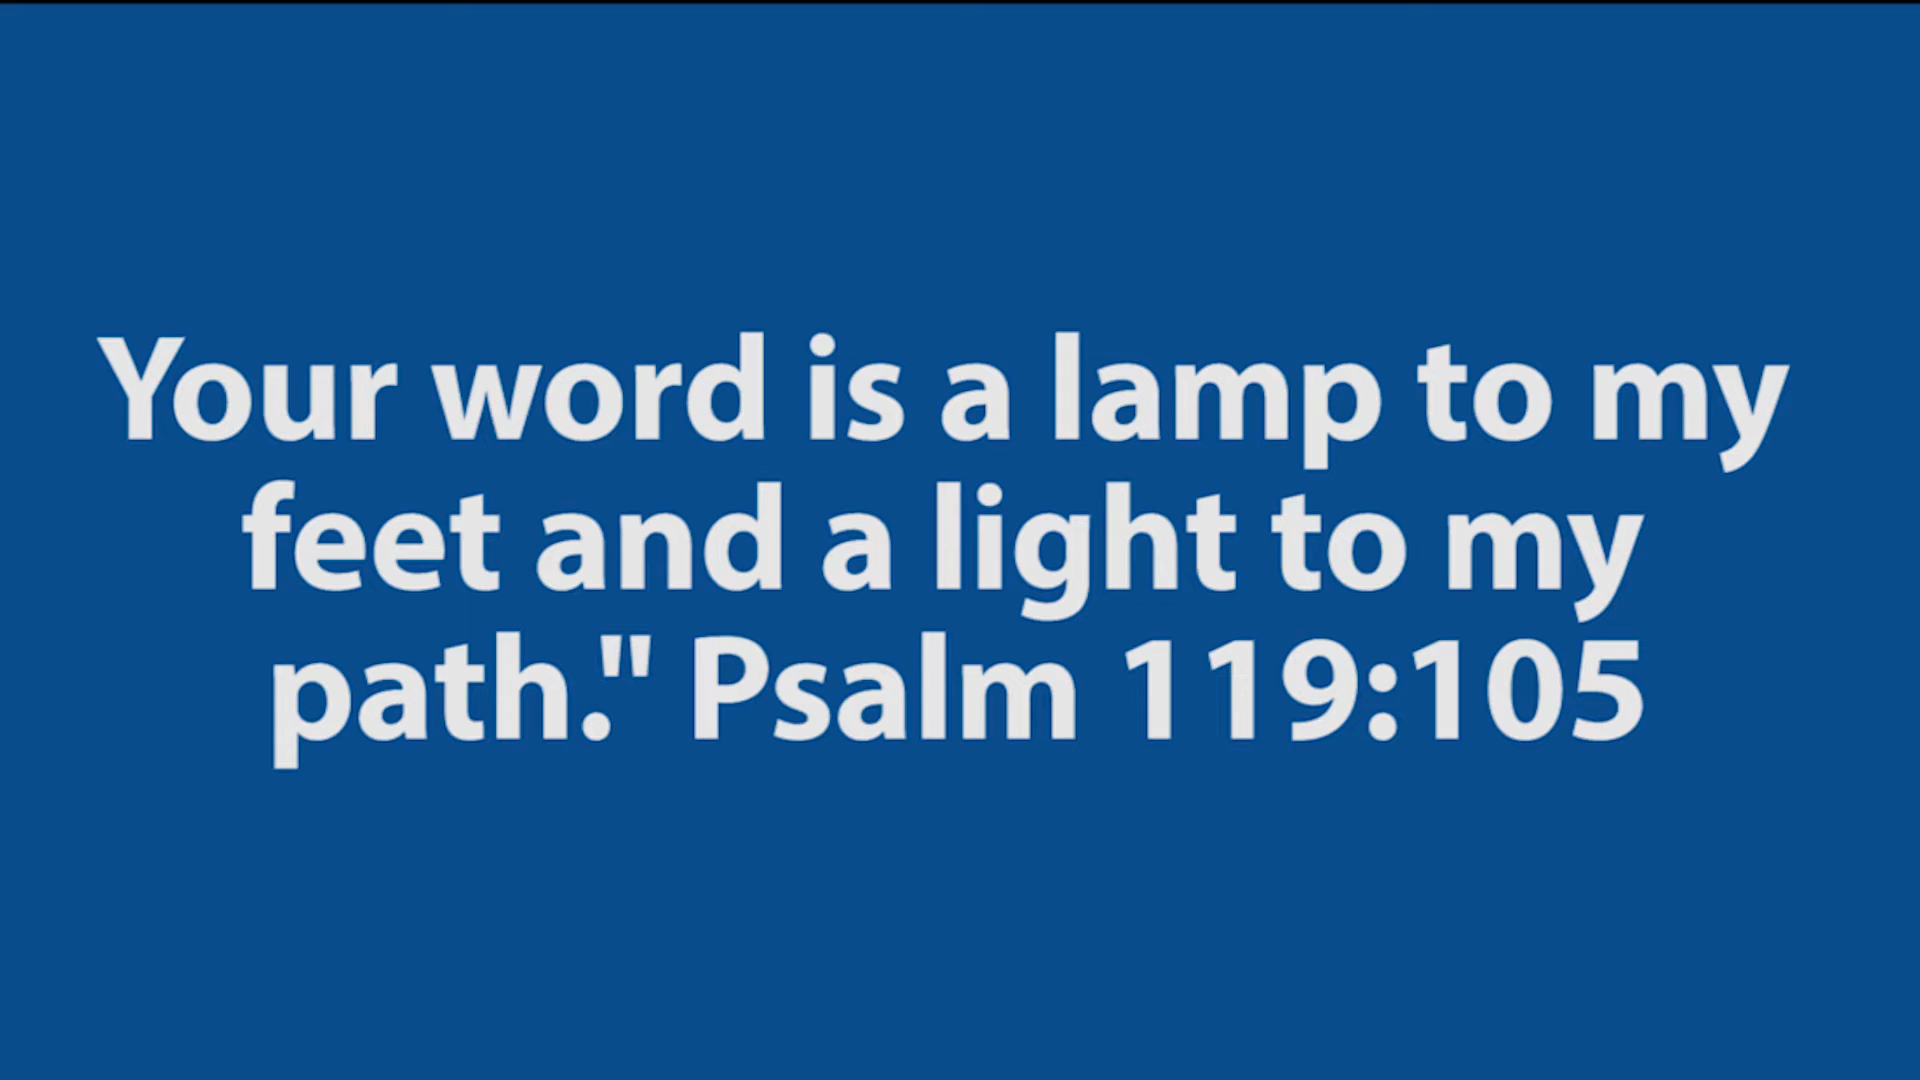 Your word is a lamp to my
feet and a light to my
path." Psalm 119:105